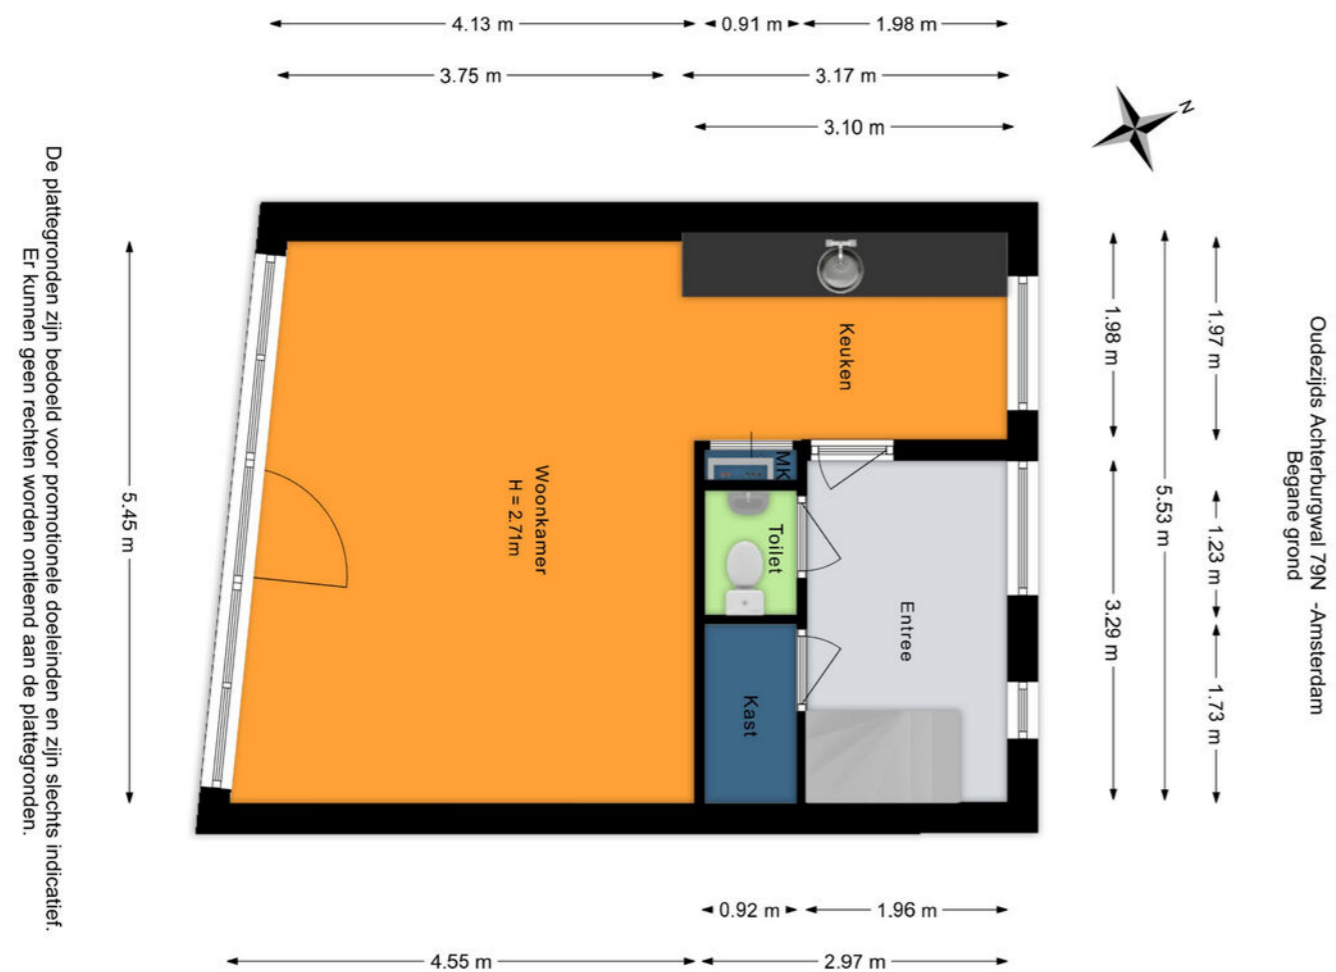 4.13 m
0.91 m
1.98 m
3.75 m
3.17 m
3.10 m
N
Oudezijds Achterburgwal 79N -Amsterdam
Begane grond
1.97 m
1.23 m
1.73 m
5.53 m
1.98 m
3.29 m
Keuken
MK
Toilet
Entree
Kast
Woonkamer
H = 2.71m
5.45 m
De plattegronden zijn bedoeld voor promotionele doeleinden en zijn slechts indicatief.
Er kunnen geen rechten worden ontleend aan de plattegronden.
0.92 m
1.96 m
4.55 m
2.97 m